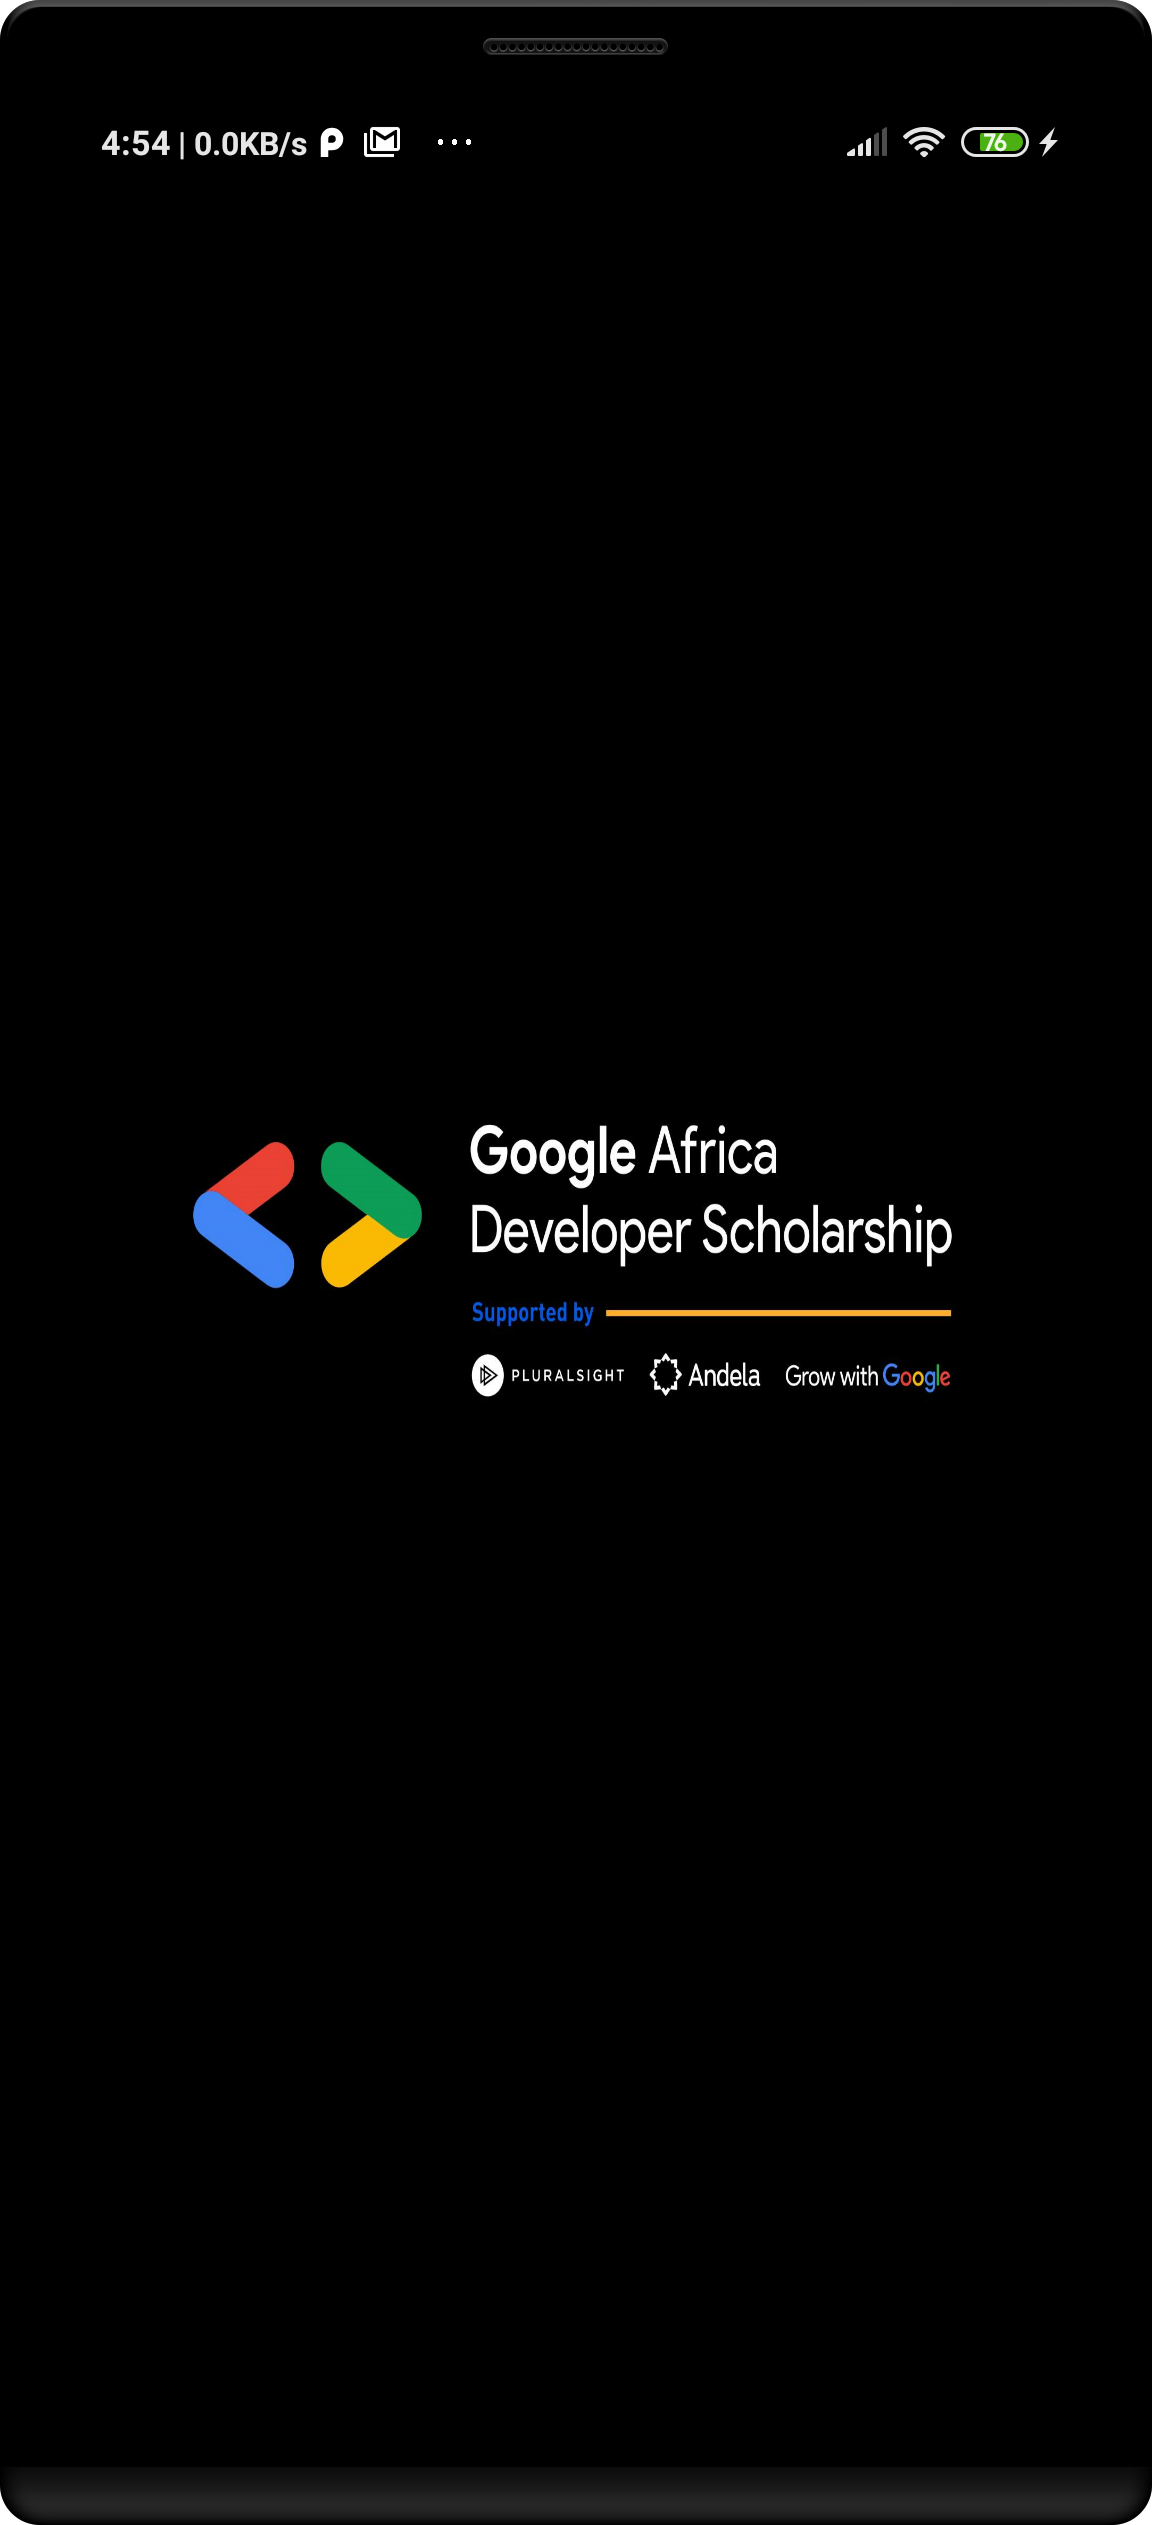 4:54 | 0.0KB/s
76
Google Africa
Developer Scholarship
Supported by
PLURALSIGHT Andela Grow with Google